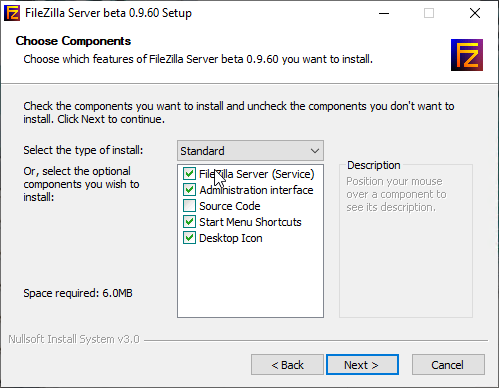 FileZilla Server beta 0.9.60 Setup
Choose Components
Choose which features of FileZilla Server beta 0.9.60 you want to install.
Check the components you want to install and uncheck the components you don't want to
install. Click Next to continue.
Select the type of install:
Standard
Or, select the optional
components you wish to
install:
FileZilla Server (Service)
Administration interface
Source Code
Start Menu Shortcuts
Desktop Icon
Description
Position your mouse
over a component to
see its description.
Space required: 6.0MB
Nullsoft Install System v3.0
< Back
Next >
Cancel